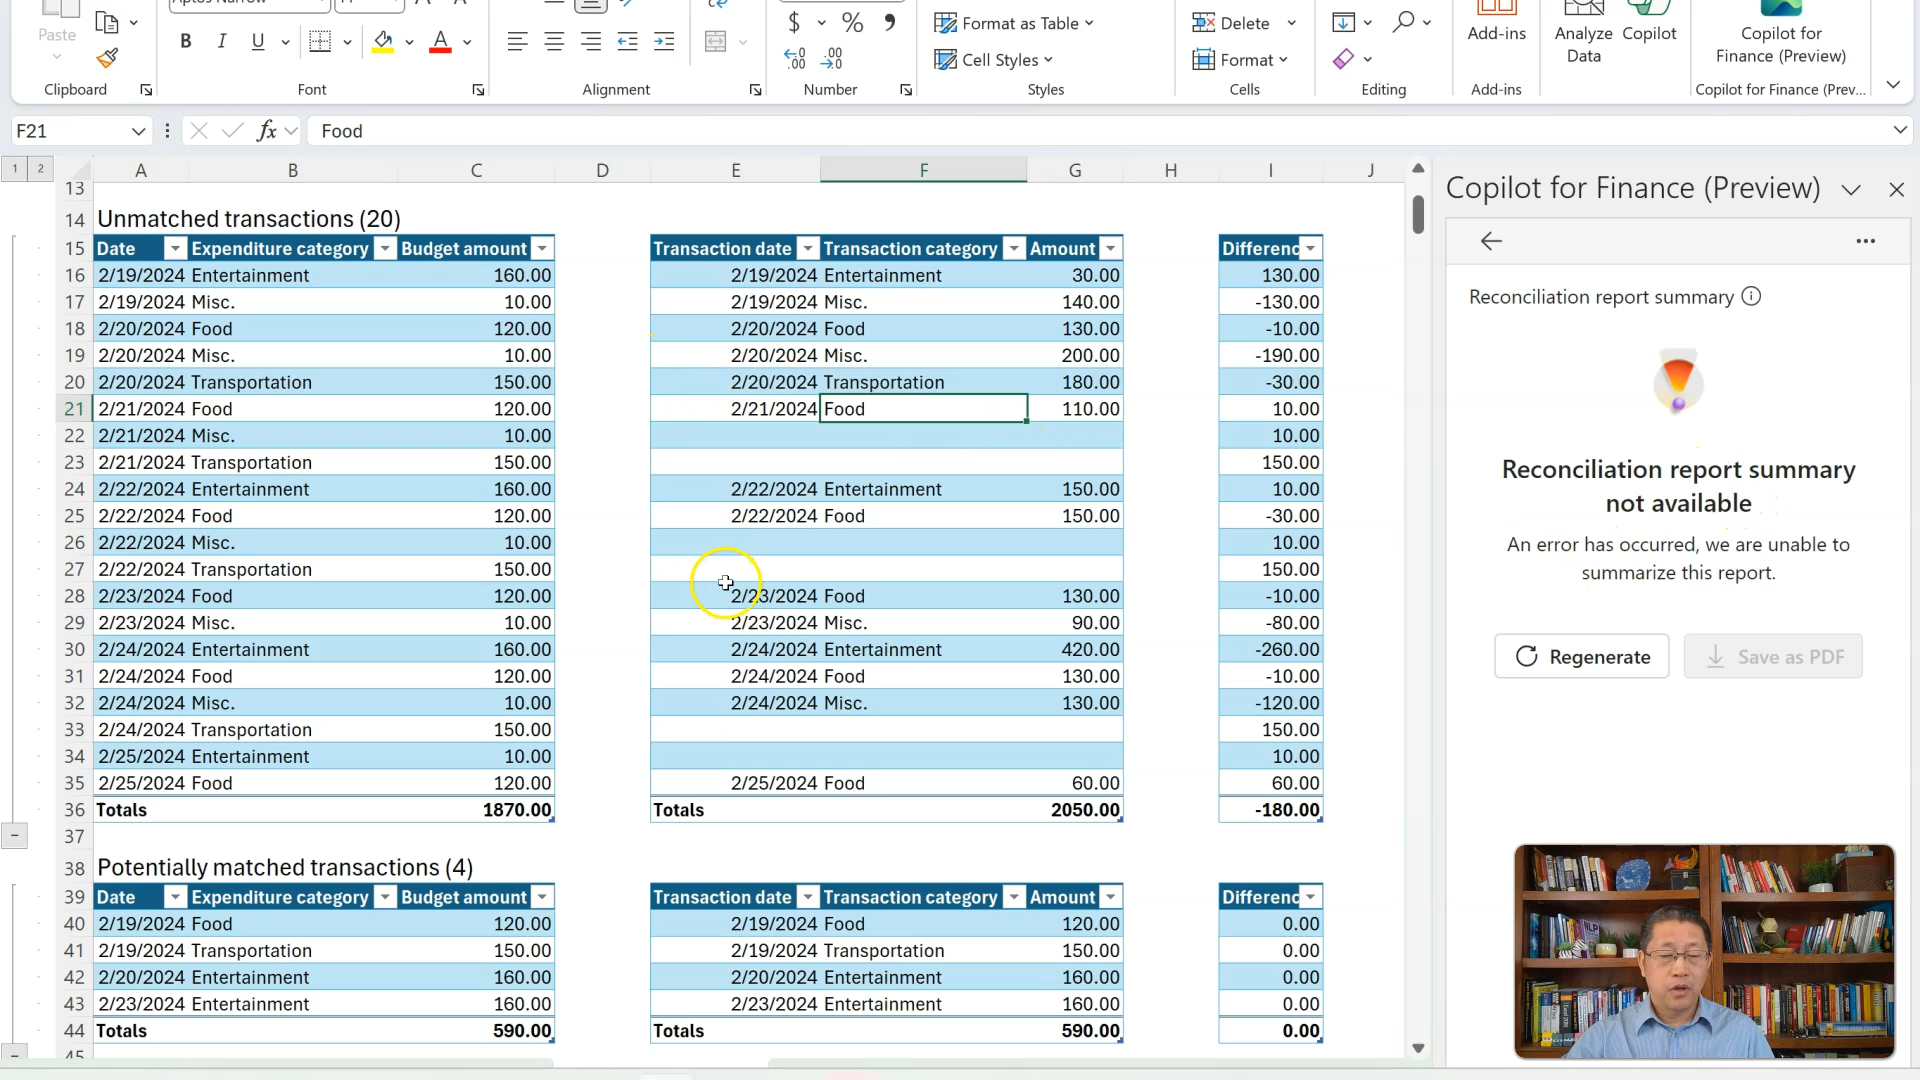 Paste
B I U A
$ % 9
Format as Table
Cell Styles
Delete
Format
Add-ins
Analyze Data
Copilot
Copilot for Finance (Preview)
Clipboard
Font
Alignment
Number
Styles
Cells
Editing
Add-ins
Copilot for Finance (Prev...
F21
fx
Food
1 2
A B C D E F G H I J
13
14 Unmatched transactions (20)
15 Date Expenditure category Budget amount Transaction date Transaction category Amount Differenc
16 2/19/2024 Entertainment 160.00 2/19/2024 Entertainment 30.00 130.00
17 2/19/2024 Misc. 10.00 2/19/2024 Misc. 140.00 -130.00
18 2/20/2024 Food 120.00 2/20/2024 Food 130.00 -10.00
19 2/20/2024 Misc. 10.00 2/20/2024 Misc. 200.00 -190.00
20 2/20/2024 Transportation 150.00 2/20/2024 Transportation 180.00 -30.00
21 2/21/2024 Food 120.00 2/21/2024 Food 110.00 10.00
22 2/21/2024 Misc. 10.00 10.00
23 2/21/2024 Transportation 150.00 150.00
24 2/22/2024 Entertainment 160.00 2/22/2024 Entertainment 150.00 10.00
25 2/22/2024 Food 120.00 2/22/2024 Food 150.00 -30.00
26 2/22/2024 Misc. 10.00 10.00
27 2/22/2024 Transportation 150.00 150.00
28 2/23/2024 Food 120.00 2/23/2024 Food 130.00 -10.00
29 2/23/2024 Misc. 10.00 2/23/2024 Misc. 90.00 -80.00
30 2/24/2024 Entertainment 160.00 2/24/2024 Entertainment 420.00 -260.00
31 2/24/2024 Food 120.00 2/24/2024 Food 130.00 -10.00
32 2/24/2024 Misc. 10.00 2/24/2024 Misc. 130.00 -120.00
33 2/24/2024 Transportation 150.00 150.00
34 2/25/2024 Entertainment 10.00 10.00
35 2/25/2024 Food 120.00 2/25/2024 Food 60.00 60.00
36 Totals 1870.00 Totals 2050.00 -180.00
37
38 Potentially matched transactions (4)
39 Date Expenditure category Budget amount Transaction date Transaction category Amount Differenc
40 2/19/2024 Food 120.00 2/19/2024 Food 120.00 0.00
41 2/19/2024 Transportation 150.00 2/19/2024 Transportation 150.00 0.00
42 2/20/2024 Entertainment 160.00 2/20/2024 Entertainment 160.00 0.00
43 2/23/2024 Entertainment 160.00 2/23/2024 Entertainment 160.00 0.00
44 Totals 590.00 Totals 590.00 0.00
45
Copilot for Finance (Preview)
Reconciliation report summary
Reconciliation report summary
not available
An error has occurred, we are unable to
summarize this report.
Regenerate
Save as PDF